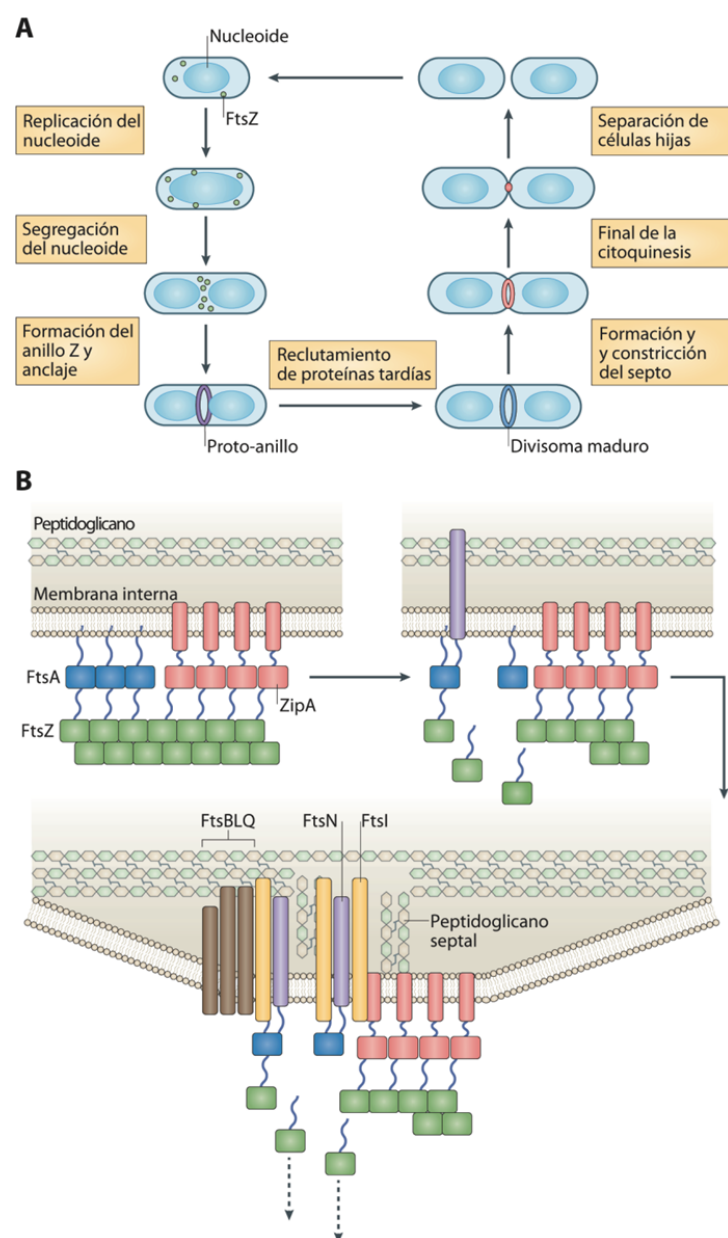 A
Nucleoide
FtsZ
Replicación del
nucleoide
Segregación
del nucleoide
Formación del
anillo Z y
anclaje
Proto-anillo
Reclutamiento
de proteínas tardías
Divisoma maduro
Formación y
y constricción
del septo
Final de la
citoquinesis
Separación de
células hijas
B
Peptidoglicano
Membrana interna
FtsA
ZipA
FtsZ
FtsBLQ
FtsN
FtsI
Peptidoglicano
septal